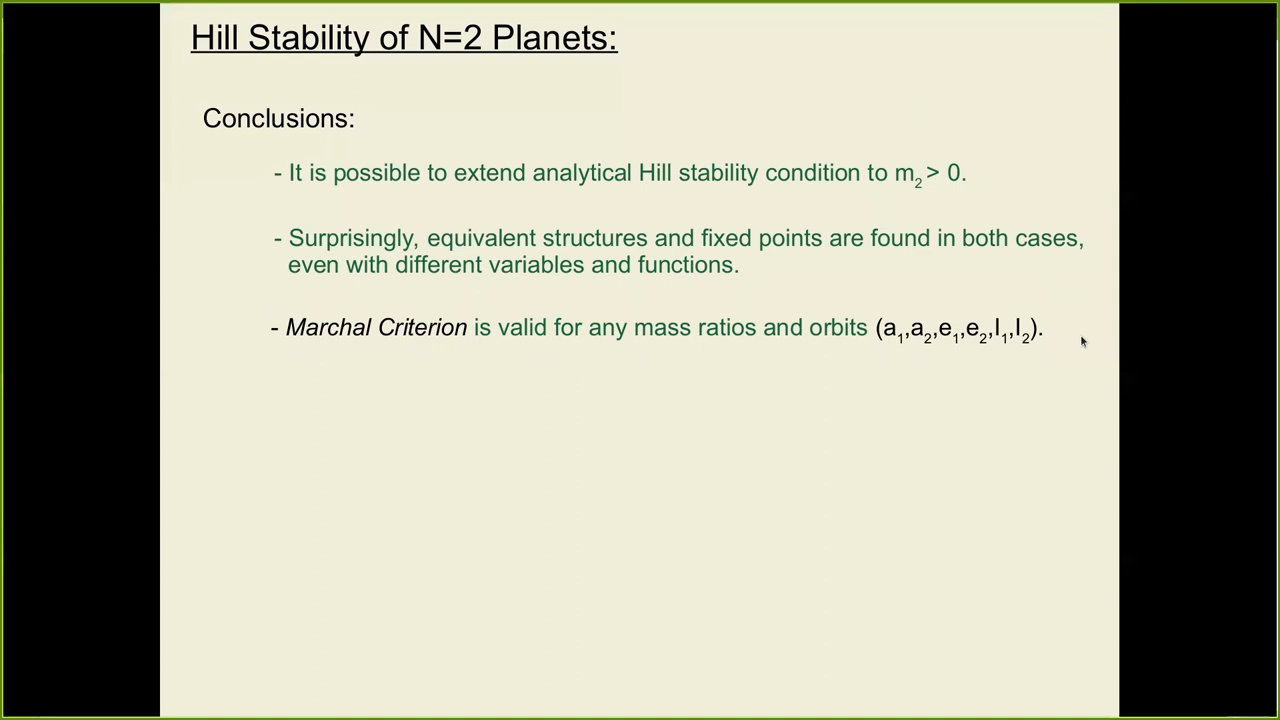 Hill Stability of N=2 Planets:
Conclusions:
- It is possible to extend analytical Hill stability condition to m₂ > 0.
- Surprisingly, equivalent structures and fixed points are found in both cases,
even with different variables and functions.
- Marchal Criterion is valid for any mass ratios and orbits (a₁,a₂,e₁,e₂,I₁,I₂).